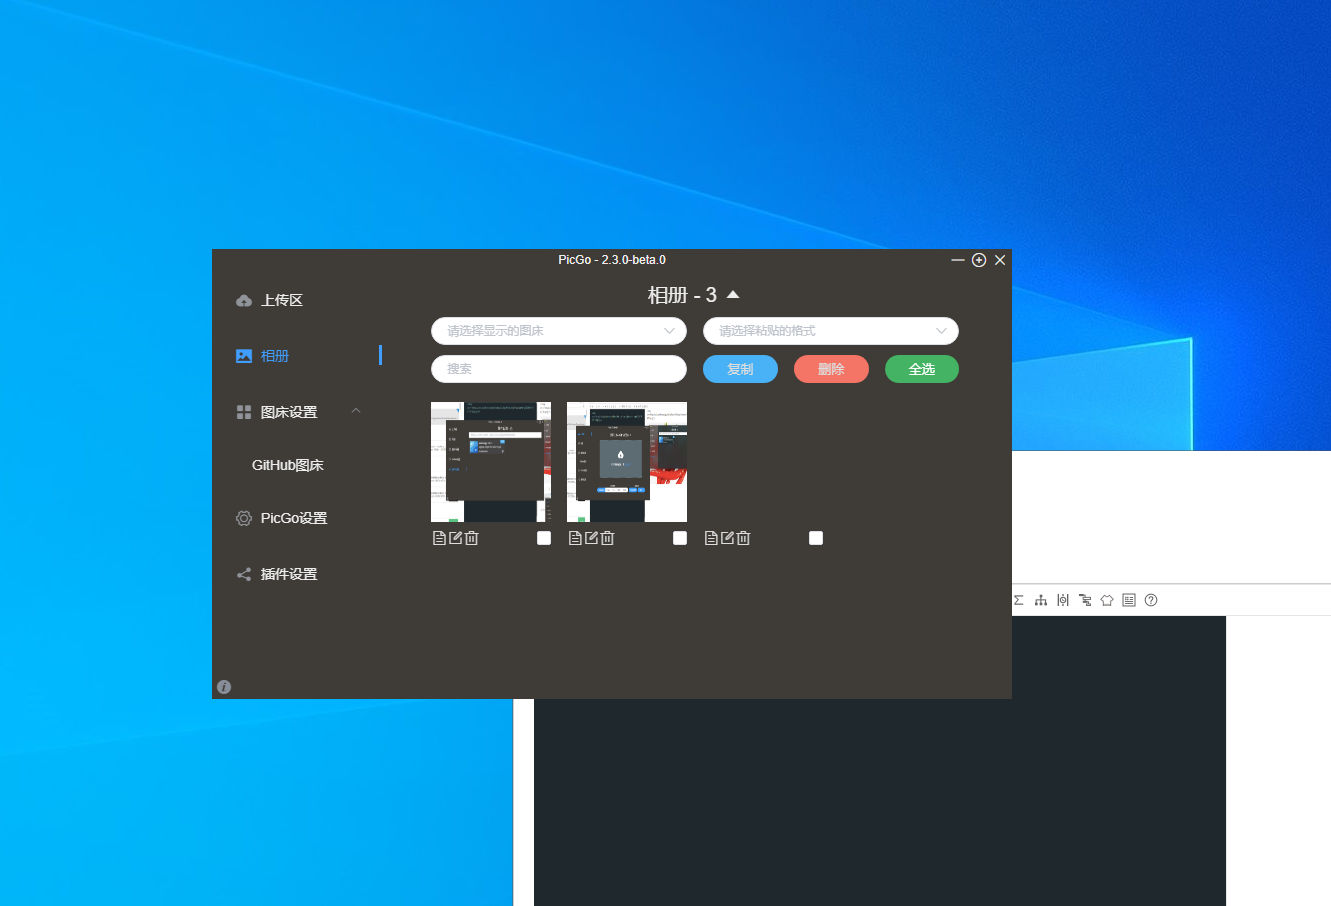 PicGo - 2.3.0-beta.0
上传区
相册
图床设置
GitHub图床
PicGo设置
插件设置
相册 - 3
请选择显示的图床
请选择粘贴的格式
搜索
复制
删除
全选